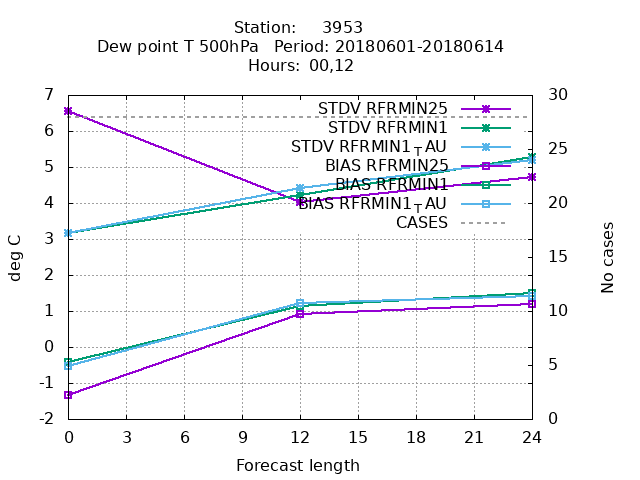 Station: 3953
Dew point T 500hPa Period: 20180601-20180614
Hours: 00,12
7
6
5
4
3
2
1
0
-1
-2
deg C
30
25
20
15
10
5
0
No cases
STDV RFRMIN25
STDV RFRMIN1
STDV RFRMIN1TAU
BIAS RFRMIN25
BIAS RFRMIN1
BIAS RFRMIN1TAU
CASES
0 3 6 9 12 15 18 21 24
Forecast length